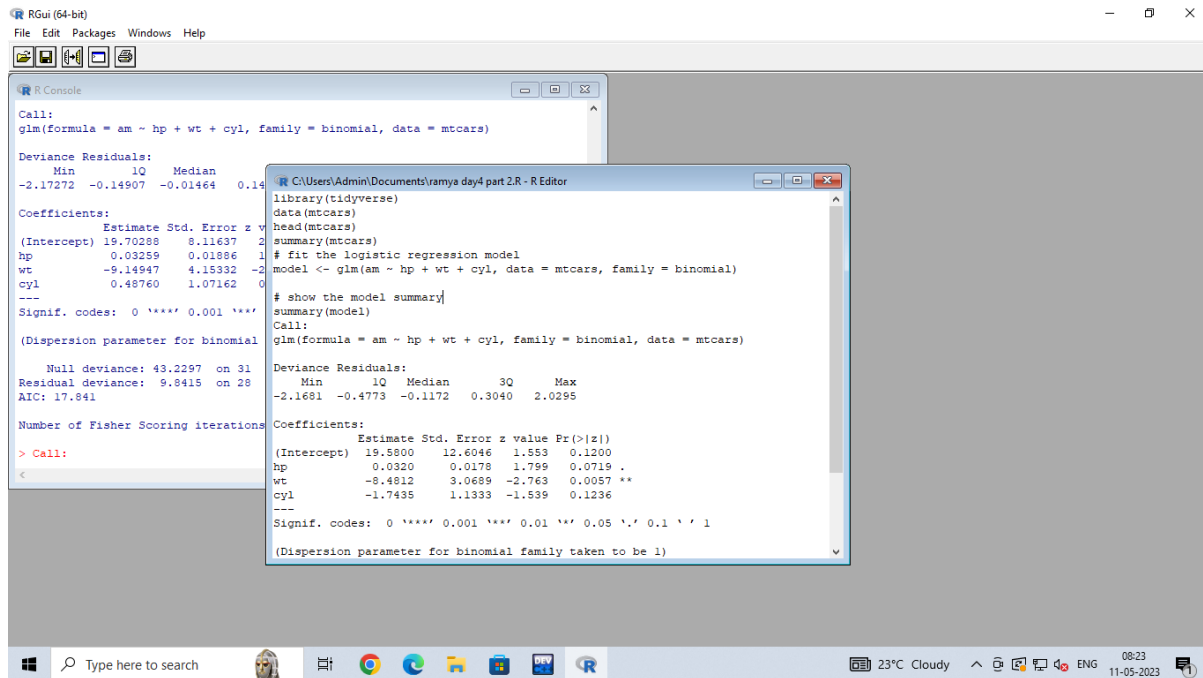 RGui (64-bit)
File Edit Packages Windows Help
R Console
Call:
glm(formula = am ~ hp + wt + cyl, family = binomial, data = mtcars)
Deviance Residuals:
Min 1Q Median
-2.17272 -0.14907 -0.01464 0.14
Coefficients:
Estimate Std. Error z v
(Intercept) 19.70288 8.11637 2
hp 0.03259 0.01886 1
wt -9.14947 4.15332 -2
cyl 0.48760 1.07162 0
---
Signif. codes: 0 ‘***’ 0.001 ‘**’
(Dispersion parameter for binomial
Null deviance: 43.2297 on 31
Residual deviance: 9.8415 on 28
AIC: 17.841
Number of Fisher Scoring iterations
> Call:
C:\Users\Admin\Documents\ramya day4 part 2.R - R Editor
library(tidyverse)
data(mtcars)
head(mtcars)
summary(mtcars)
# fit the logistic regression model
model <- glm(am ~ hp + wt + cyl, data = mtcars, family = binomial)
# show the model summary
summary(model)
Call:
glm(formula = am ~ hp + wt + cyl, family = binomial, data = mtcars)
Deviance Residuals:
Min 1Q Median 3Q Max
-2.1681 -0.4773 -0.1172 0.3040 2.0295
Coefficients:
Estimate Std. Error z value Pr(>|z|)
(Intercept) 19.5800 12.6046 1.553 0.1200
hp 0.0320 0.0178 1.799 0.0719 .
wt -8.4812 3.0689 -2.763 0.0057 **
cyl -1.7435 1.1333 -1.539 0.1236
---
Signif. codes: 0 ‘***’ 0.001 ‘**’ 0.01 ‘*’ 0.05 ‘.’ 0.1 ‘ ’ 1
(Dispersion parameter for binomial family taken to be 1)
Type here to search
DEV
23°C Cloudy
ENG
08:23
11-05-2023
1